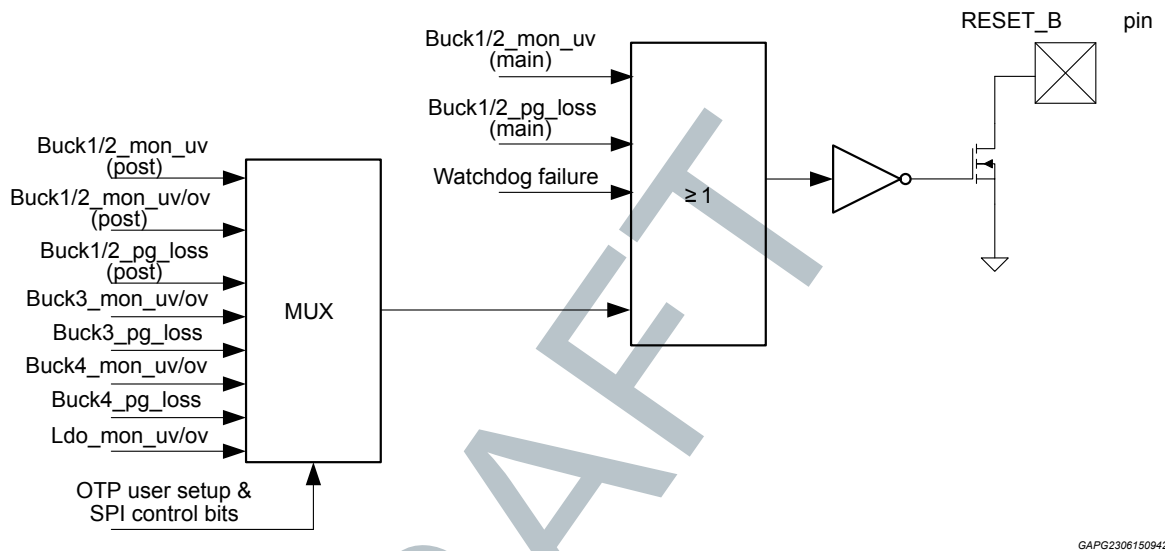 RESET_B pin
Buck1/2_mon_uv
(main)
Buck1/2_pg_loss
(main)
Watchdog failure
≥ 1
Buck1/2_mon_uv
(post)
Buck1/2_mon_uv/ov
(post)
Buck1/2_pg_loss
(post)
Buck3_mon_uv/ov
Buck3_pg_loss
Buck4_mon_uv/ov
Buck4_pg_loss
Ldo_mon_uv/ov
MUX
OTP user setup &
SPI control bits
AFT
GAPG2306150942